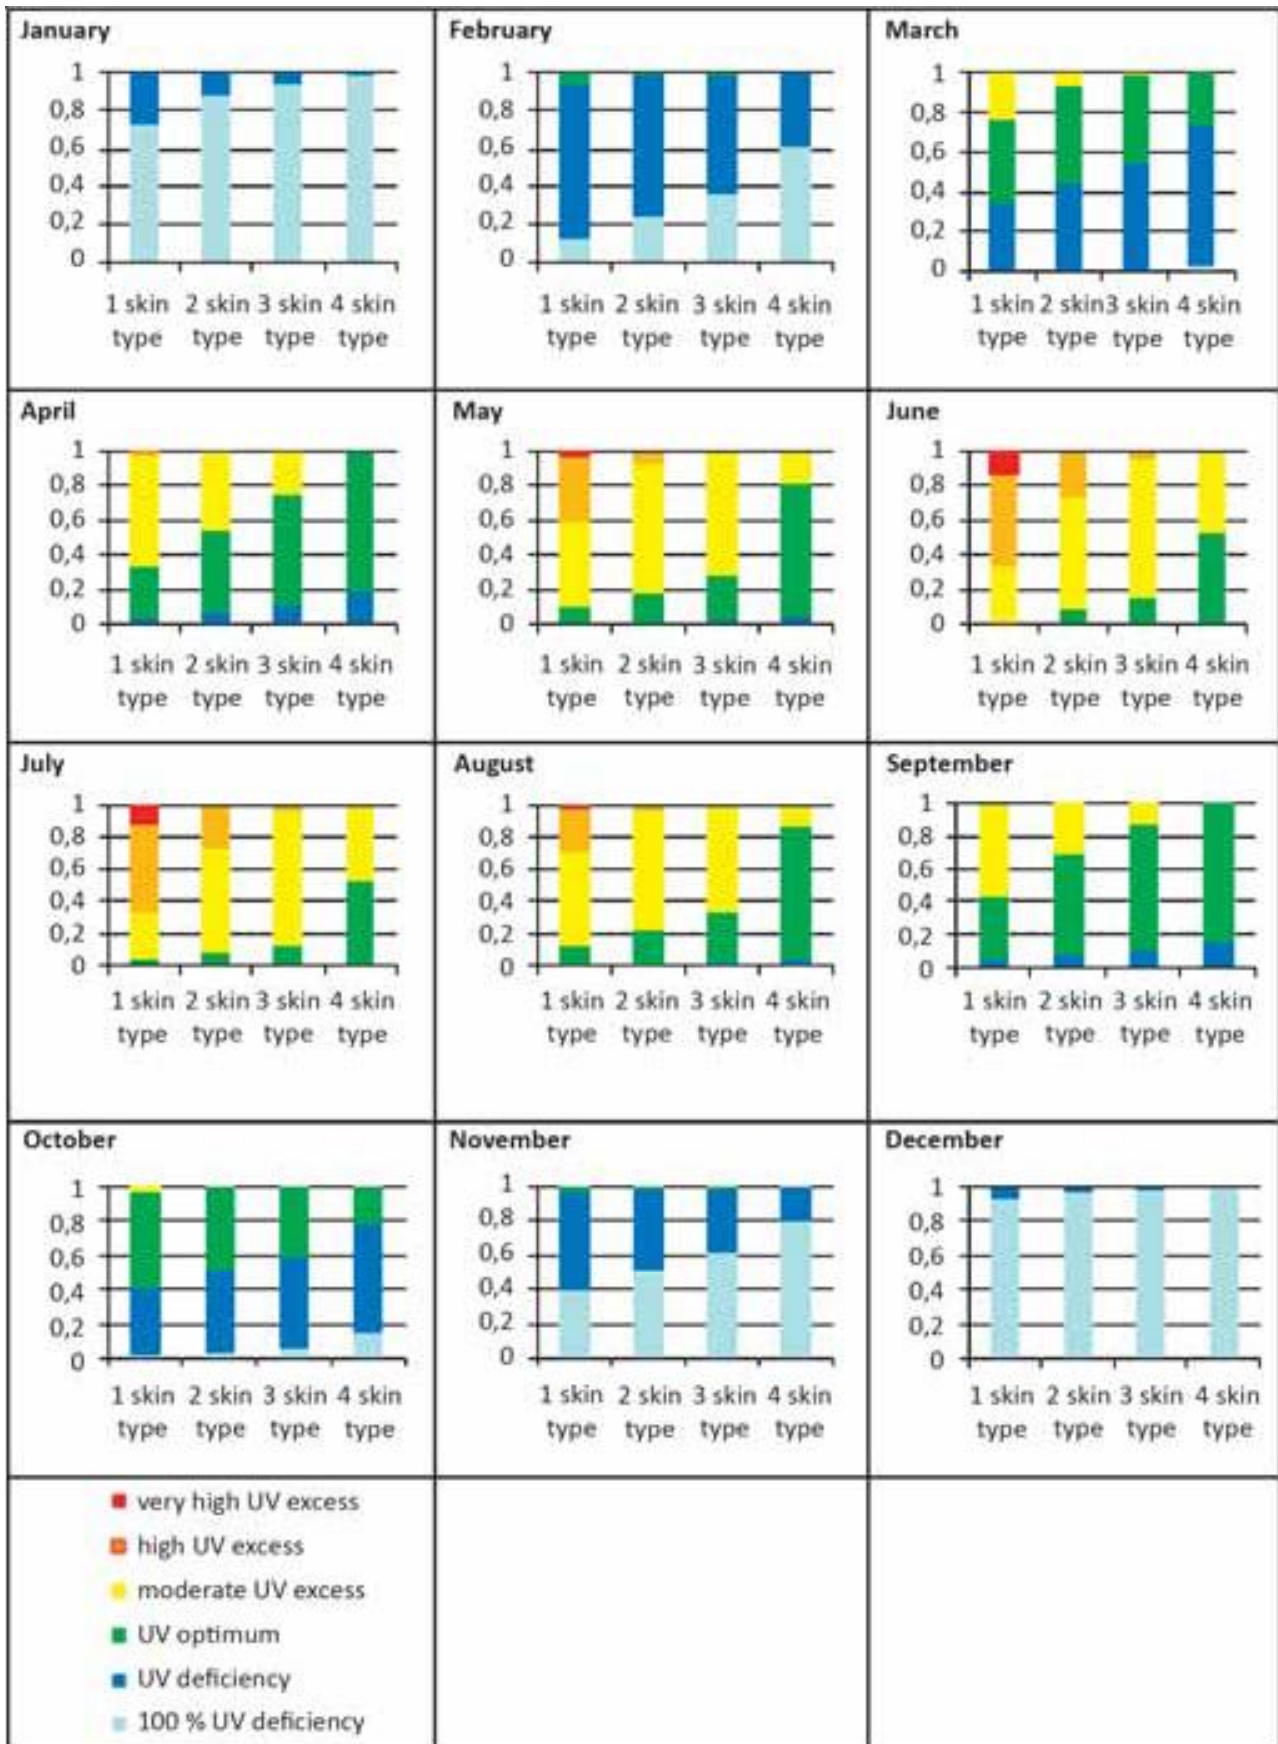 January
1
0,8
0,6
0,4
0,2
0
1 skin 2 skin 3 skin 4 skin
type type type type
February
1
0,8
0,6
0,4
0,2
0
1 skin 2 skin 3 skin 4 skin
type type type type
March
1
0,8
0,6
0,4
0,2
0
1 skin 2 skin 3 skin 4 skin
type type type type
April
1
0,8
0,6
0,4
0,2
0
1 skin 2 skin 3 skin 4 skin
type type type type
May
1
0,8
0,6
0,4
0,2
0
1 skin 2 skin 3 skin 4 skin
type type type type
June
1
0,8
0,6
0,4
0,2
0
1 skin 2 skin 3 skin 4 skin
type type type type
July
1
0,8
0,6
0,4
0,2
0
1 skin 2 skin 3 skin 4 skin
type type type type
August
1
0,8
0,6
0,4
0,2
0
1 skin 2 skin 3 skin 4 skin
type type type type
September
1
0,8
0,6
0,4
0,2
0
1 skin 2 skin 3 skin 4 skin
type type type type
October
1
0,8
0,6
0,4
0,2
0
1 skin 2 skin 3 skin 4 skin
type type type type
November
1
0,8
0,6
0,4
0,2
0
1 skin 2 skin 3 skin 4 skin
type type type type
December
1
0,8
0,6
0,4
0,2
0
1 skin 2 skin 3 skin 4 skin
type type type type
very high UV excess
high UV excess
moderate UV excess
UV optimum
UV deficiency
100 % UV deficiency